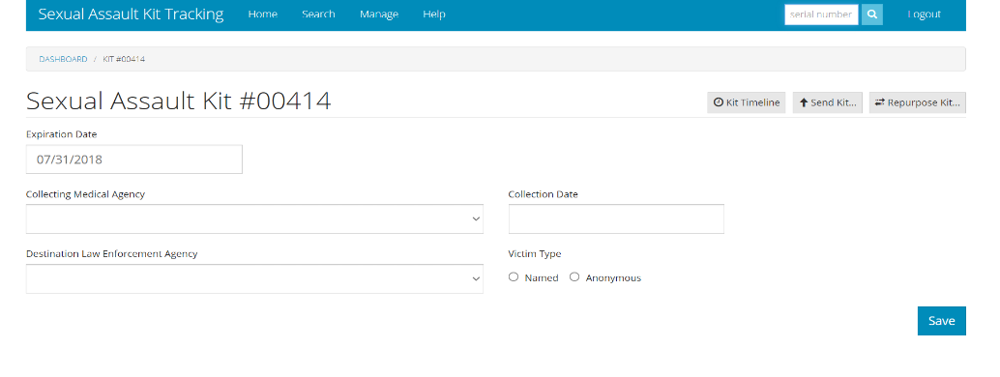 Sexual Assault Kit Tracking Home Search Manage Help serial number Logout
DASHBOARD / KIT #00414
Sexual Assault Kit #00414 Kit Timeline Send Kit... Repurpose Kit...
Expiration Date
07/31/2018
Collecting Medical Agency Collection Date
Destination Law Enforcement Agency Victim Type
Named Anonymous
Save